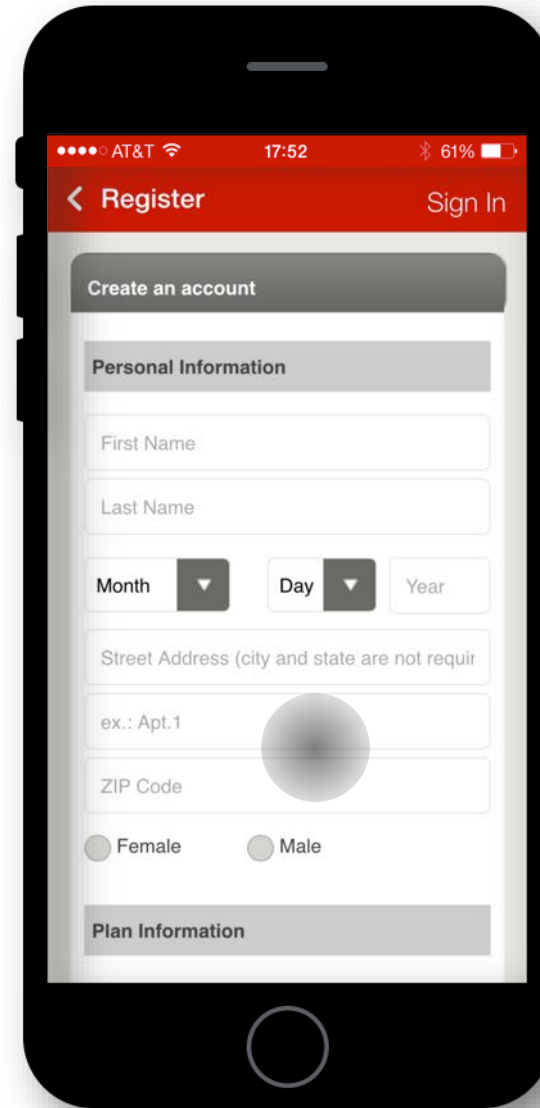 AT&T 17:52 61%
Register Sign In
Create an account
Personal Information
First Name
Last Name
Month Day Year
Street Address (city and state are not requir
ex.: Apt.1
ZIP Code
Female Male
Plan Information